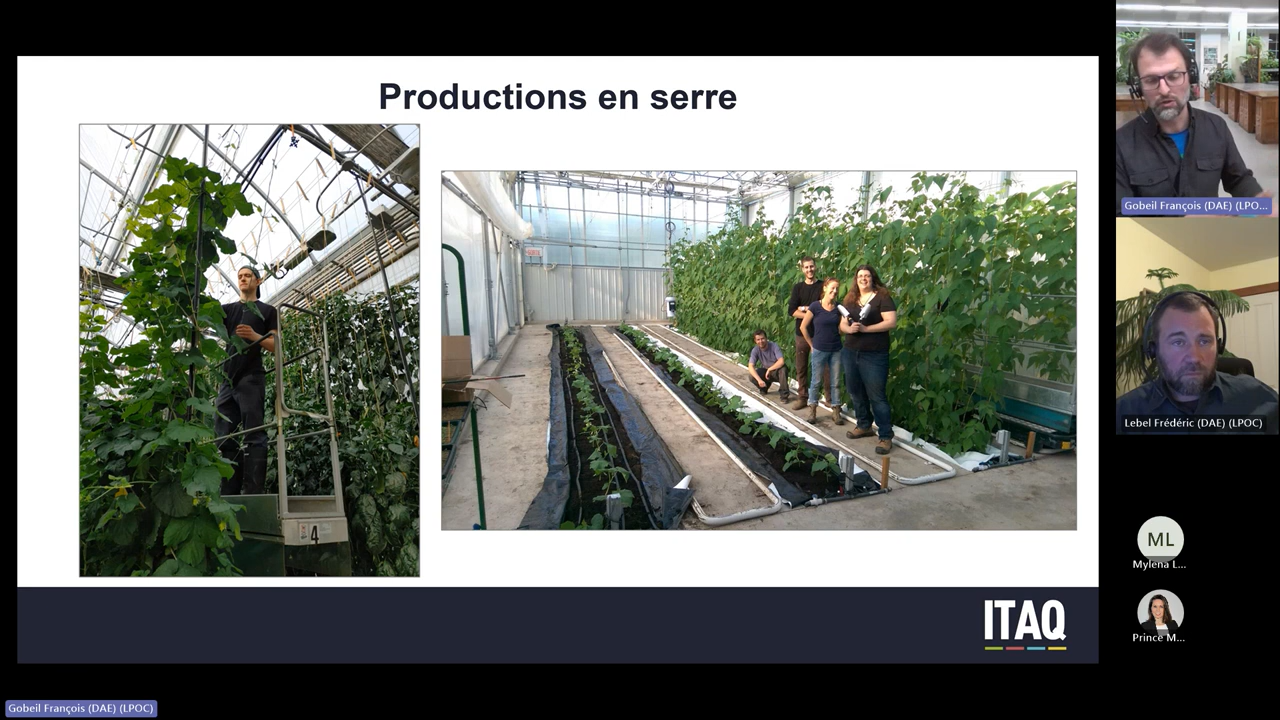 Productions en serre
4
ITAQ
Gobeil François (DAE) (LPO...
Lebel Frédéric (DAE) (LPOC)
ML
Mylena L...
Prince M...
Gobeil François (DAE) (LPOC)